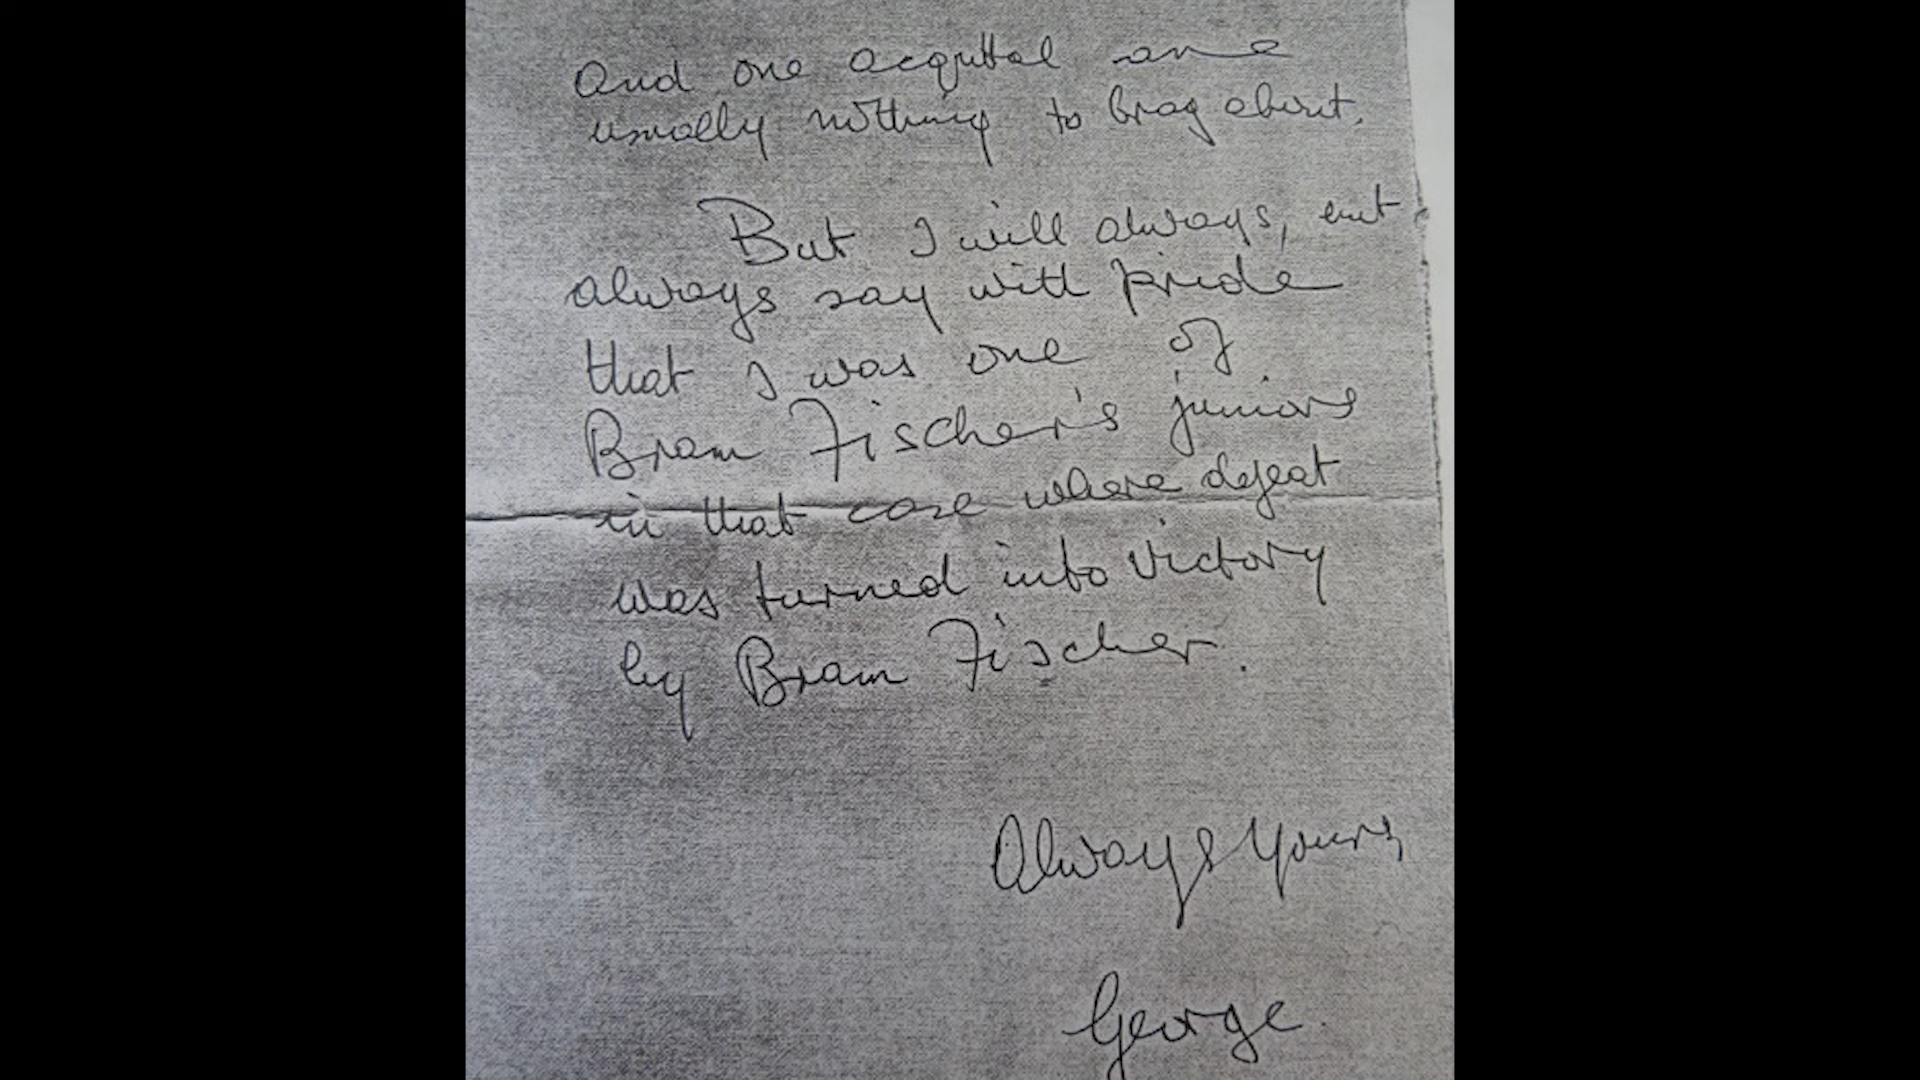 and one acquittal are
usually nothing to brag about.
But I will always, but
always say with pride
that I was one of
Bram Fischer's juniors
in that case where defeat
was turned into victory
by Bram Fischer.
Always Yours,
George.